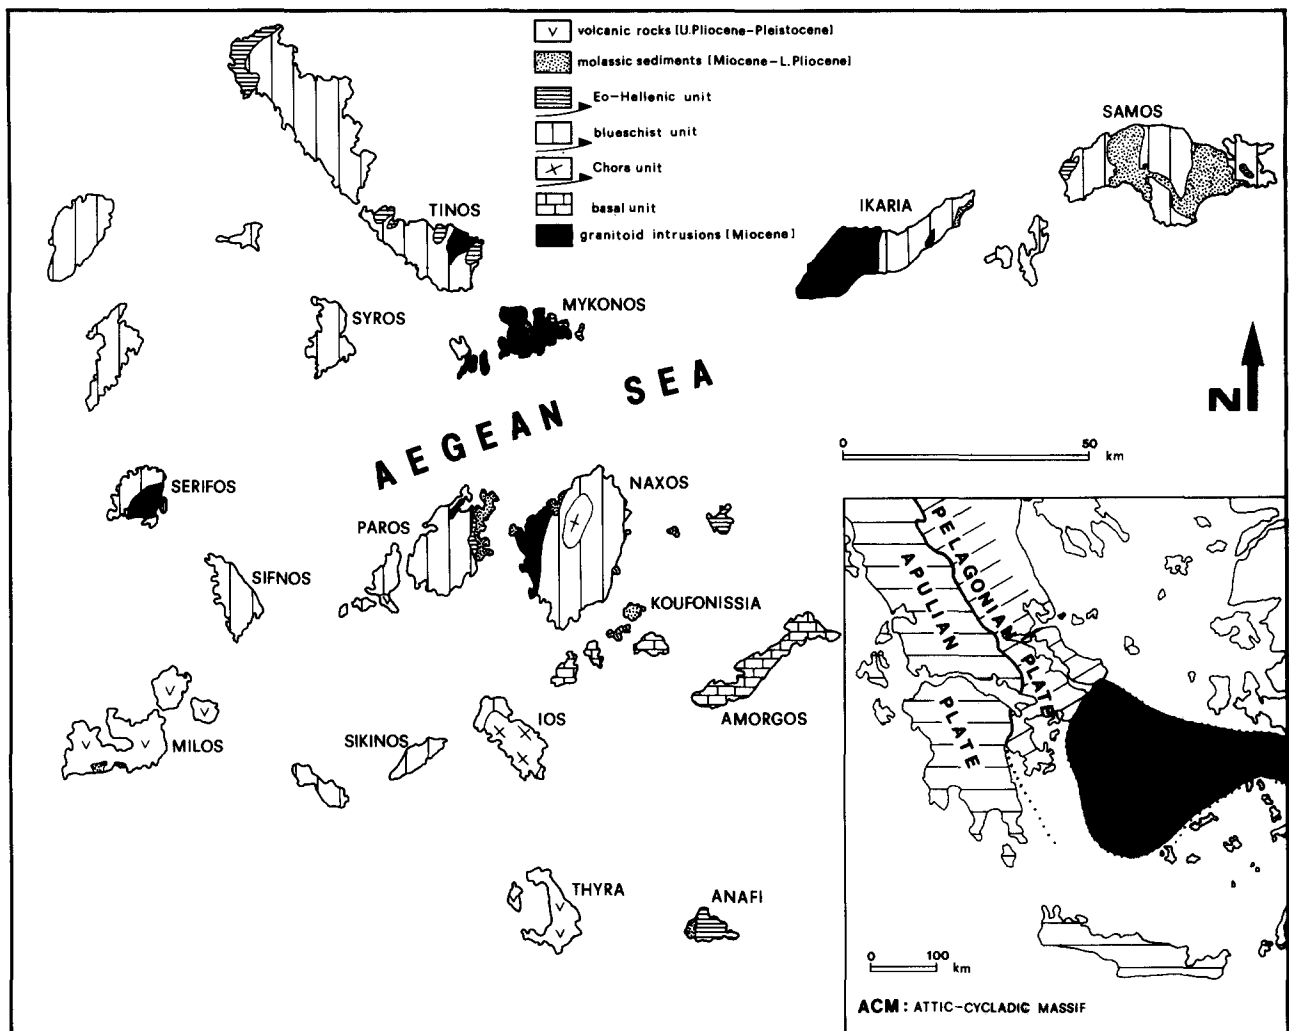 volcanic rocks (U.Pliocene-Pleistocene)
molassic sediments (Miocene-L.Pliocene)
Eo-Hellenic unit
blueschist unit
Chora unit
basal unit
granitoid intrusions (Miocene)
SAMOS
IKARIA
TINOS
MYKONOS
SYROS
AEGEAN SEA
N
0 50
km
SERIFOS
NAXOS
PAROS
SIFNOS
KOUFONISSIA
AMORGOS
IOS
SIKINOS
MILOS
THYRA
ANAFI
PELAGONIAN PLATE
APULIAN PLATE
0 100
km
ACM: ATTIC-CYCLADIC MASSIF